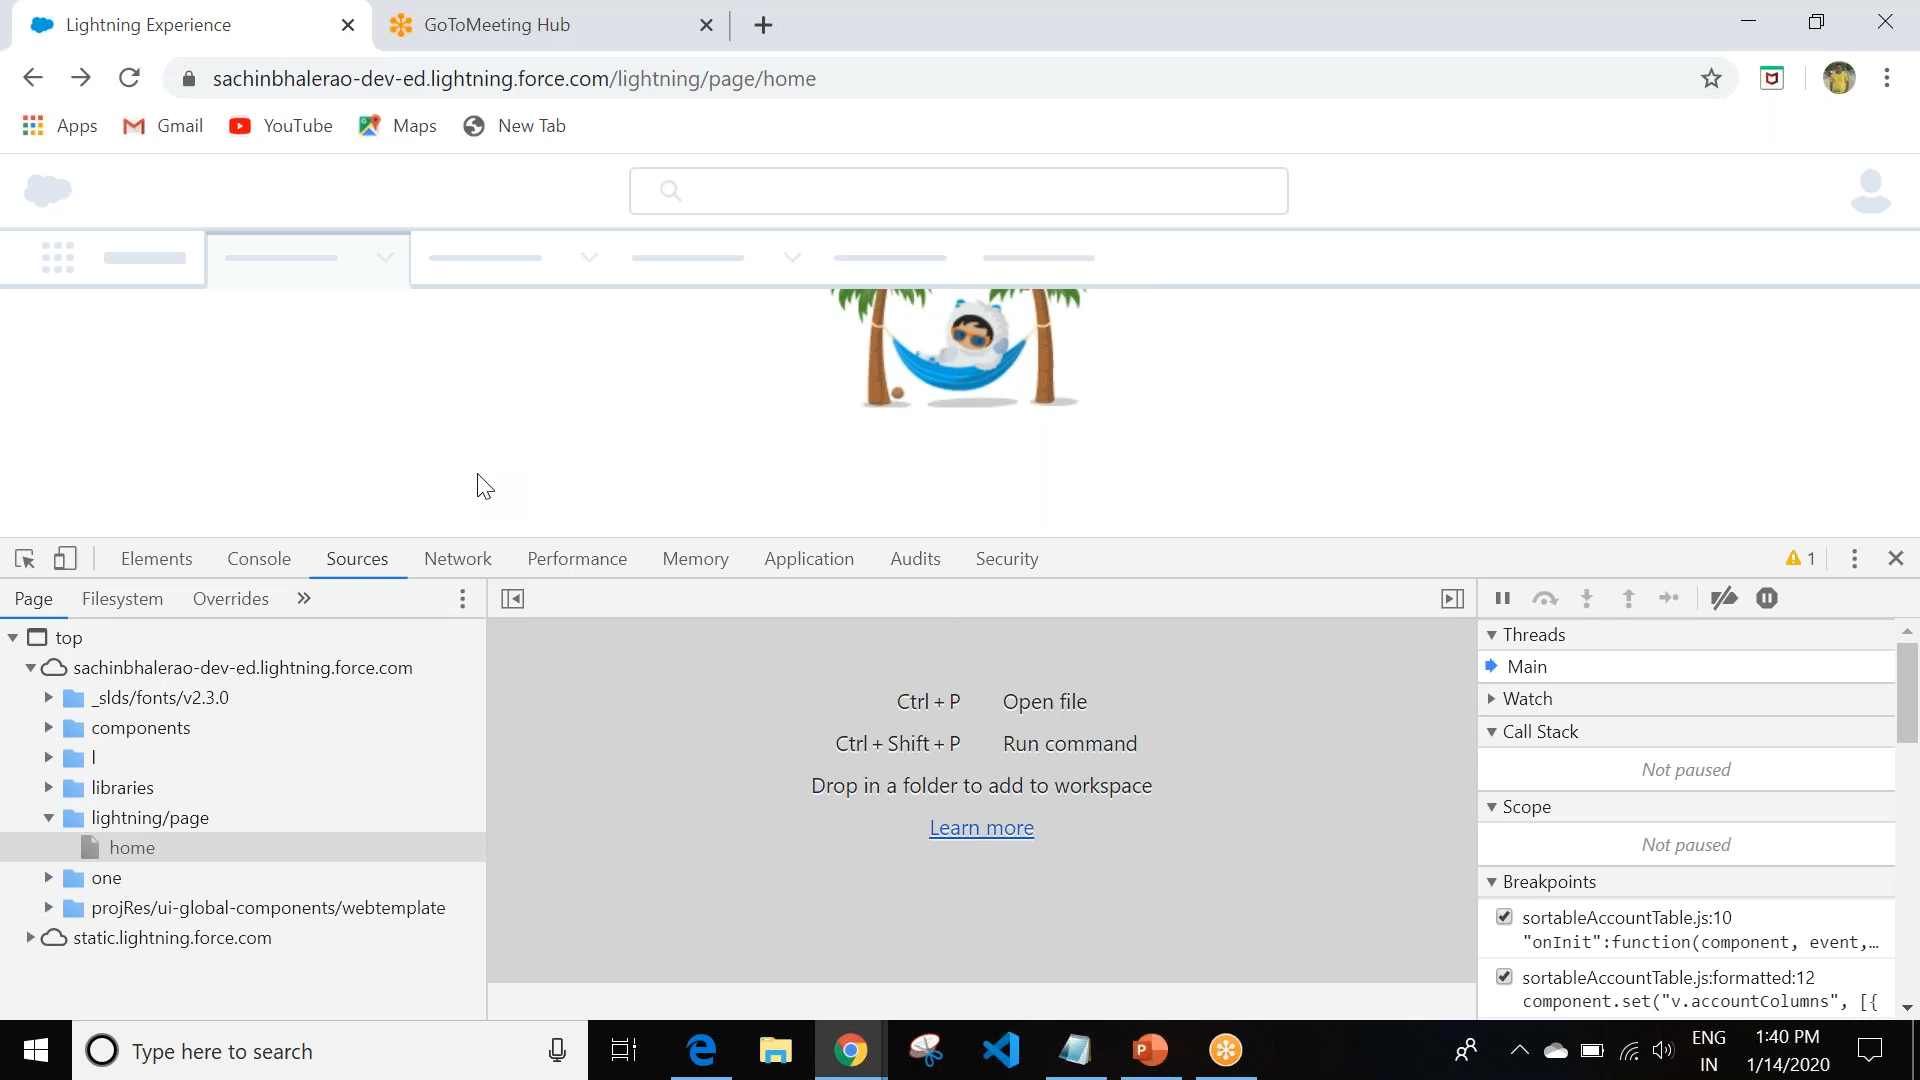 Lightning Experience
GoToMeeting Hub
sachinbhalerao-dev-ed.lightning.force.com/lightning/page/home
Apps Gmail YouTube Maps New Tab
Elements Console Sources Network Performance Memory Application Audits Security 1
Page Filesystem Overrides »
top
sachinbhalerao-dev-ed.lightning.force.com
_slds/fonts/v2.3.0
components
l
libraries
lightning/page
home
one
projRes/ui-global-components/webtemplate
static.lightning.force.com
Ctrl + P Open file
Ctrl + Shift + P Run command
Drop in a folder to add to workspace
Learn more
Threads
Main
Watch
Call Stack
Not paused
Scope
Not paused
Breakpoints
sortableAccountTable.js:10
"onInit":function(component, event,…
sortableAccountTable.js:formatted:12
component.set("v.accountColumns", [{
Type here to search
ENG
IN
1:40 PM
1/14/2020